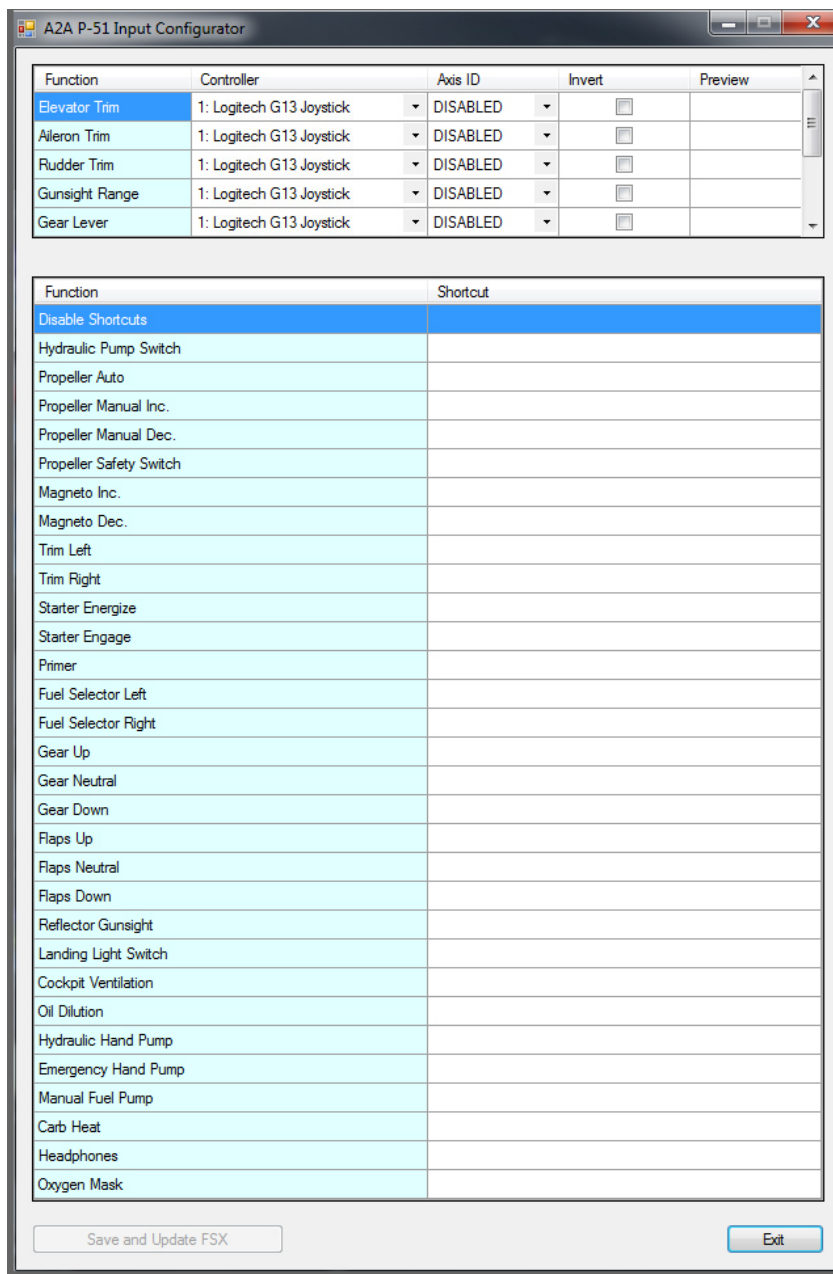 A2A P-51 Input Configurator
Function Controller Axis ID Invert Preview
Elevator Trim 1: Logitech G13 Joystick DISABLED
Aileron Trim 1: Logitech G13 Joystick DISABLED
Rudder Trim 1: Logitech G13 Joystick DISABLED
Gunsight Range 1: Logitech G13 Joystick DISABLED
Gear Lever 1: Logitech G13 Joystick DISABLED
Function Shortcut
Disable Shortcuts
Hydraulic Pump Switch
Propeller Auto
Propeller Manual Inc.
Propeller Manual Dec.
Propeller Safety Switch
Magneto Inc.
Magneto Dec.
Trim Left
Trim Right
Starter Energize
Starter Engage
Primer
Fuel Selector Left
Fuel Selector Right
Gear Up
Gear Neutral
Gear Down
Flaps Up
Flaps Neutral
Flaps Down
Reflector Gunsight
Landing Light Switch
Cockpit Ventilation
Oil Dilution
Hydraulic Hand Pump
Emergency Hand Pump
Manual Fuel Pump
Carb Heat
Headphones
Oxygen Mask
Save and Update FSX Exit